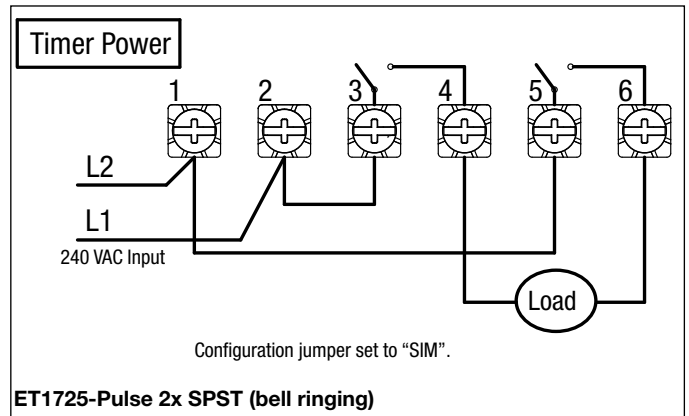 Timer Power
1 2 3 4 5 6
L2
L1
240 VAC Input
Load
Configuration jumper set to “SIM”.
ET1725-Pulse 2x SPST (bell ringing)